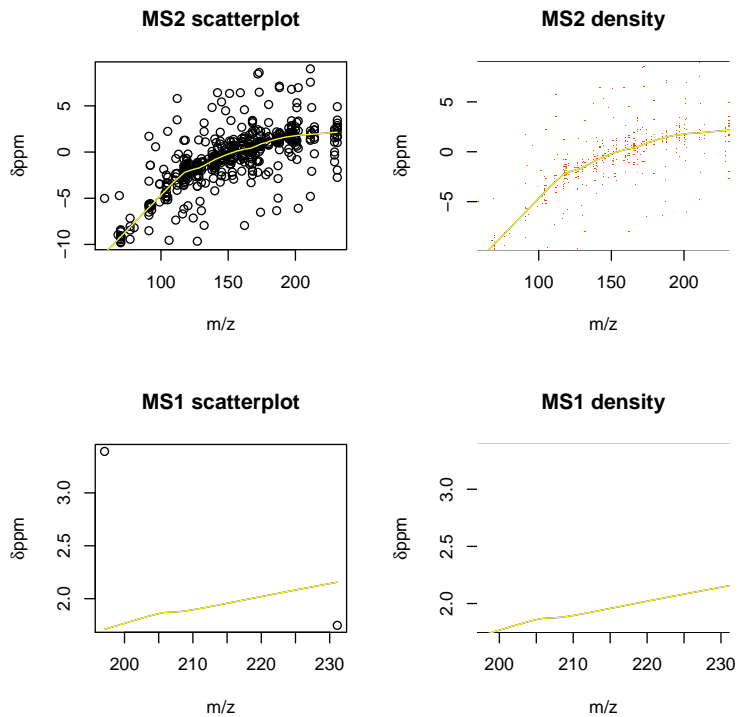 MS2 scatterplot
δppm
5
0
−5
−10
100 150 200
m/z
MS2 density
δppm
5
0
−5
100 150 200
m/z
MS1 scatterplot
δppm
3.0
2.5
2.0
200 210 220 230
m/z
MS1 density
δppm
3.0
2.5
2.0
200 210 220 230
m/z